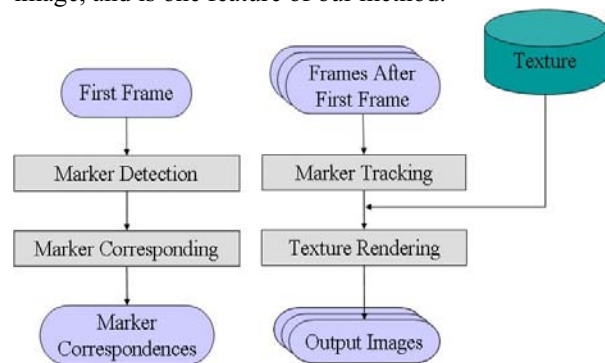 image, and is one feature of our method.
First Frame
Marker Detection
Marker Corresponding
Marker
Correspondences
Frames After
First Frame
Marker Tracking
Texture Rendering
Output Images
Texture